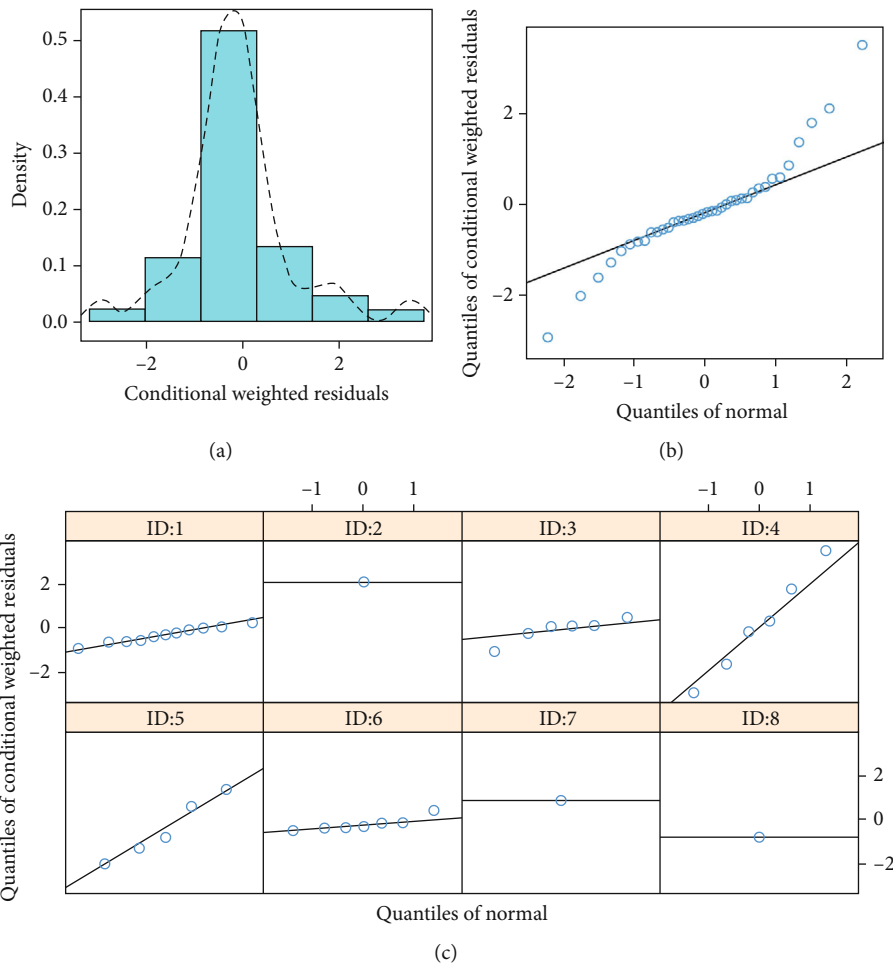 0.5
0.4
0.3
0.2
0.1
0.0
Density
−2 0 2
Conditional weighted residuals
(a)
Quantiles of conditional weighted residuals
2
0
−2
−2 −1 0 1 2
Quantiles of normal
(b)
−1 0 1 −1 0 1
ID:1 ID:2 ID:3 ID:4
2
0
−2
ID:5 ID:6 ID:7 ID:8
2
0
−2
Quantiles of conditional weighted residuals
Quantiles of normal
(c)